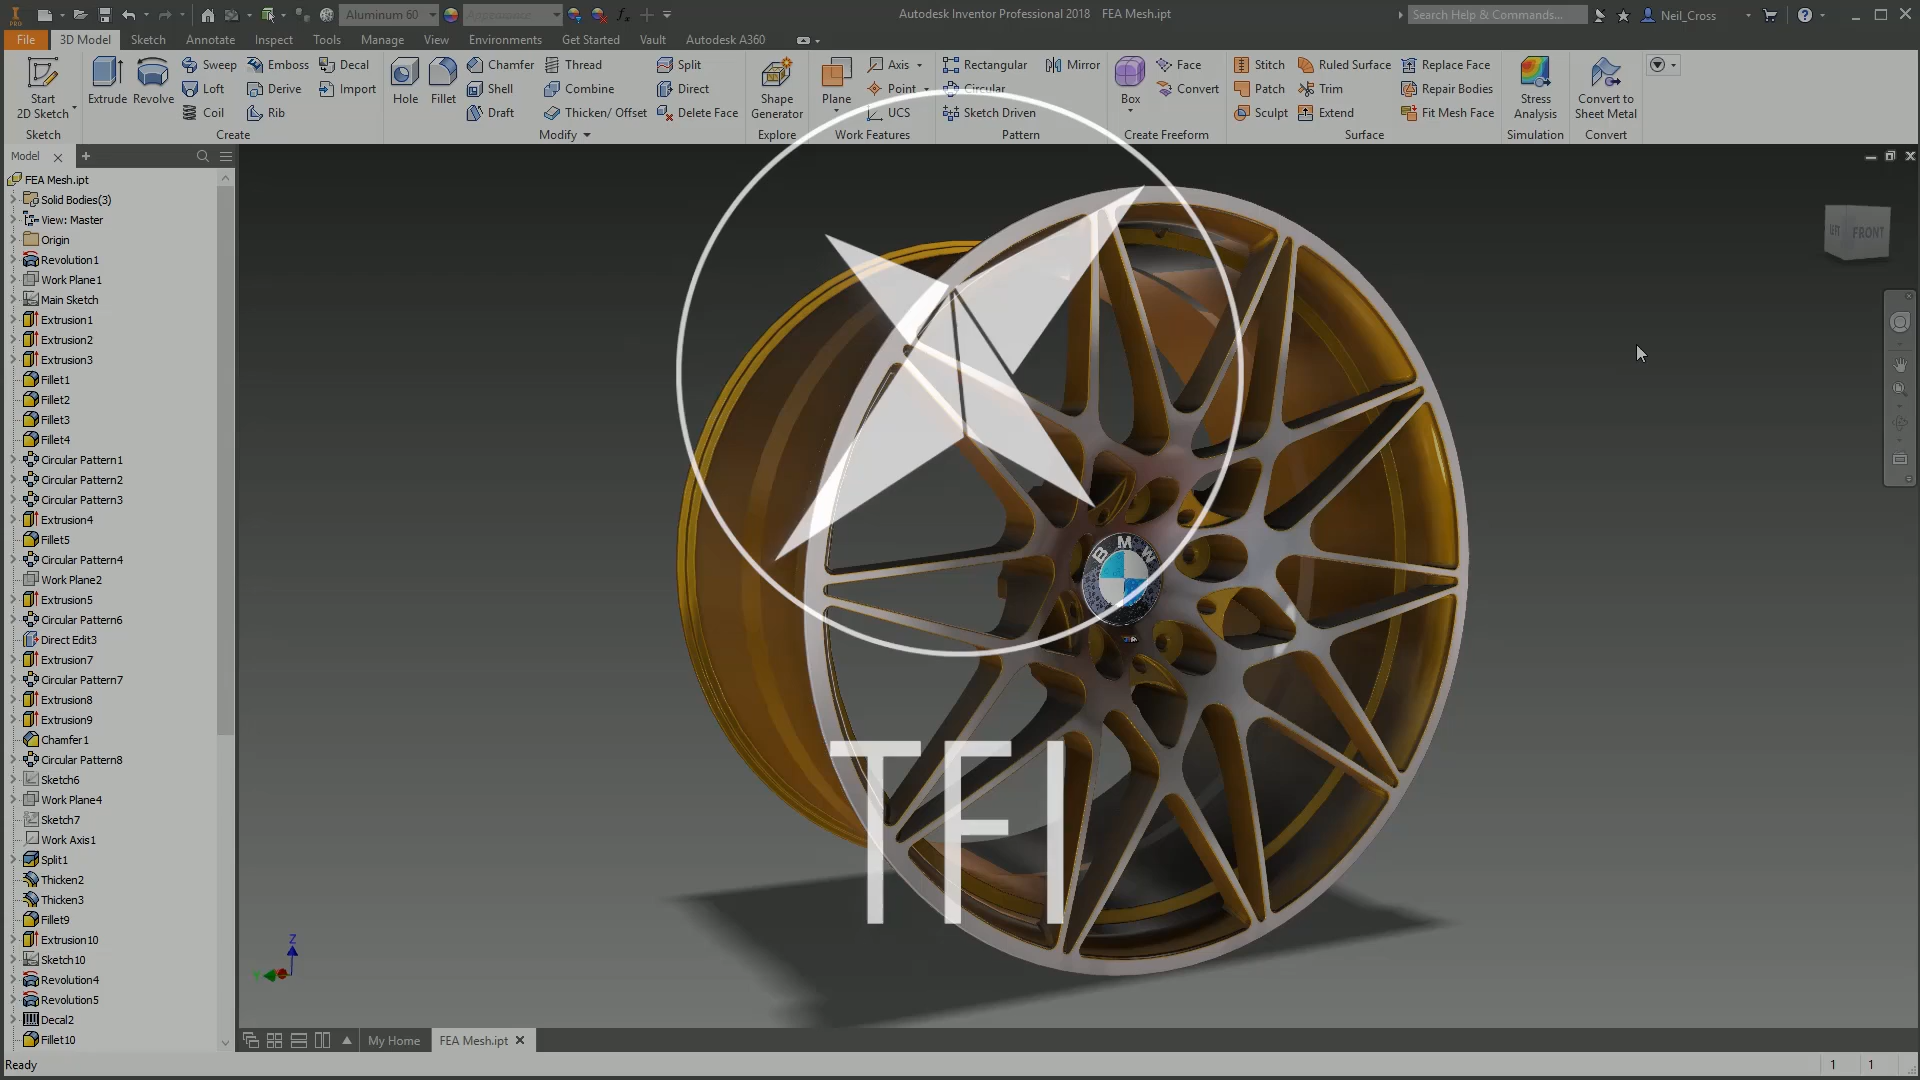 PRO
Aluminum 60
Appearance
Autodesk Inventor Professional 2018 FEA Mesh.ipt
Search Help & Commands...
Neil_Cross
File 3D Model Sketch Annotate Inspect Tools Manage View Environments Get Started Vault Autodesk A360
Start
2D Sketch
Sketch
Extrude
Revolve
Sweep
Emboss
Decal
Loft
Derive
Import
Coil
Rib
Create
Hole
Fillet
Chamfer
Thread
Split
Shell
Combine
Direct
Draft
Thicken/ Offset
Delete Face
Modify
Shape
Generator
Explore
Plane
Axis
Point
UCS
Work Features
Rectangular
Mirror
Circular
Sketch Driven
Pattern
Box
Face
Convert
Create Freeform
Stitch
Ruled Surface
Replace Face
Patch
Trim
Repair Bodies
Sculpt
Extend
Fit Mesh Face
Surface
Stress
Analysis
Simulation
Convert to
Sheet Metal
Convert
Model
FEA Mesh.ipt
Solid Bodies(3)
View: Master
Origin
Revolution1
Work Plane1
Main Sketch
Extrusion1
Extrusion2
Extrusion3
Fillet1
Fillet2
Fillet3
Fillet4
Circular Pattern1
Circular Pattern2
Circular Pattern3
Extrusion4
Fillet5
Circular Pattern4
Work Plane2
Extrusion5
Circular Pattern6
Direct Edit3
Extrusion7
Circular Pattern7
Extrusion8
Extrusion9
Chamfer1
Circular Pattern8
Sketch6
Work Plane4
Sketch7
Work Axis1
Split1
Thicken2
Thicken3
Fillet9
Extrusion10
Sketch10
Revolution4
Revolution5
Decal2
Fillet10
FRONT
BMW
TFI
Z
Y
My Home
FEA Mesh.ipt
Ready
1 1